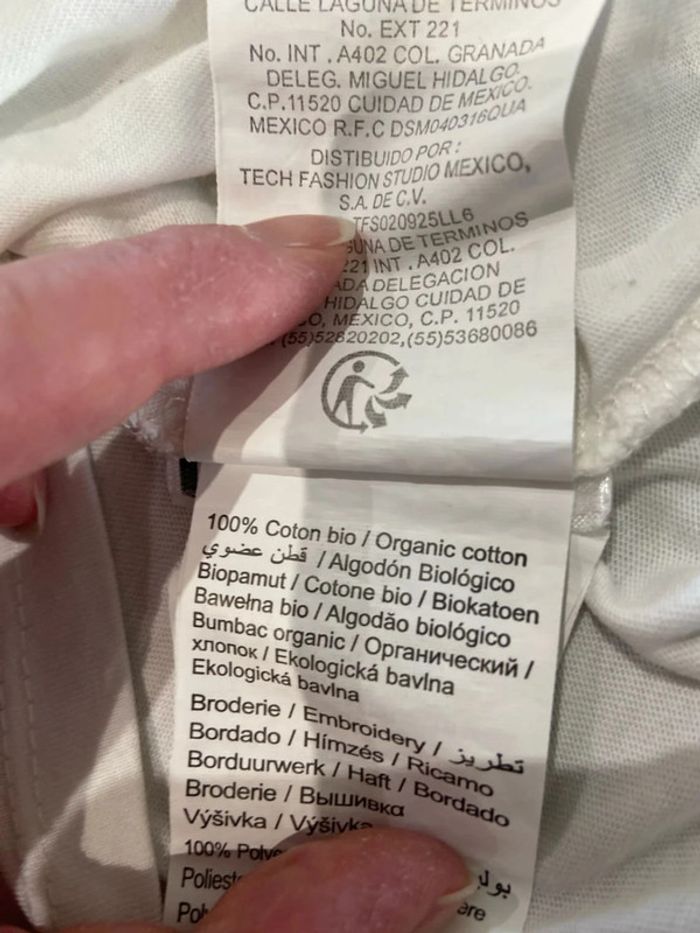 CALLE LAGUNA DE TERMINOS
No. EXT 221
No. INT . A402 COL. GRANADA
DELEG. MIGUEL HIDALGO.
C.P.11520 CUIDAD DE MEXICO.
MEXICO R.F.C DSM040316QUA
DISTIBUIDO POR :
TECH FASHION STUDIO MEXICO,
S.A. DE C.V.
TFS020925LL6
DE TERMINOS
221 INT . A402 COL.
DELEGACION
HIDALGO CUIDAD DE
MEXICO, C.P. 11520
(55)52820202,(55)53680086
100% Coton bio / Organic cotton
قطن عضوي / Algodón Biológico
Biopamut / Cotone bio / Biokatoen
Bawełna bio / Algodão biológico
Bumbac organic / Органический /
хлопок / Ekologická bavlna
Ekologická bavlna
Broderie / Embroidery / تطريز
Bordado / Hímzés / Ricamo
Borduurwerk / Haft / Bordado
Broderie / Вышивка
Výšivka / Výšivka
100%